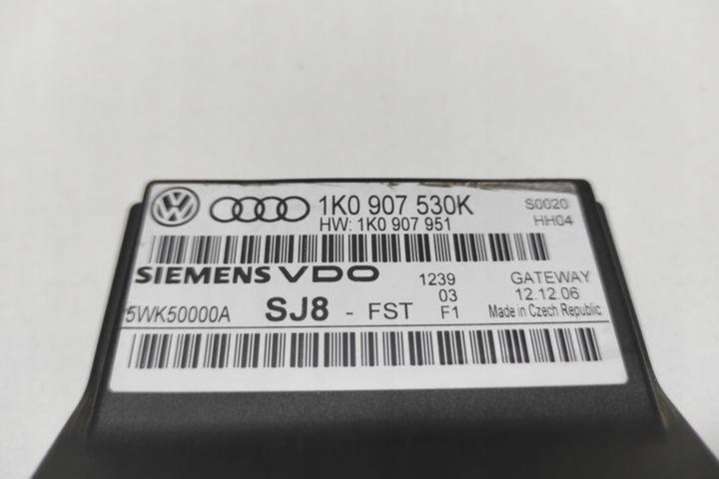 1K0 907 530K S0020
HW: 1K0 907 951 HH04
SIEMENS VDO 1239 GATEWAY
03 12.12.06
5WK50000A SJ8 - FST F1 Made in Czech Republic